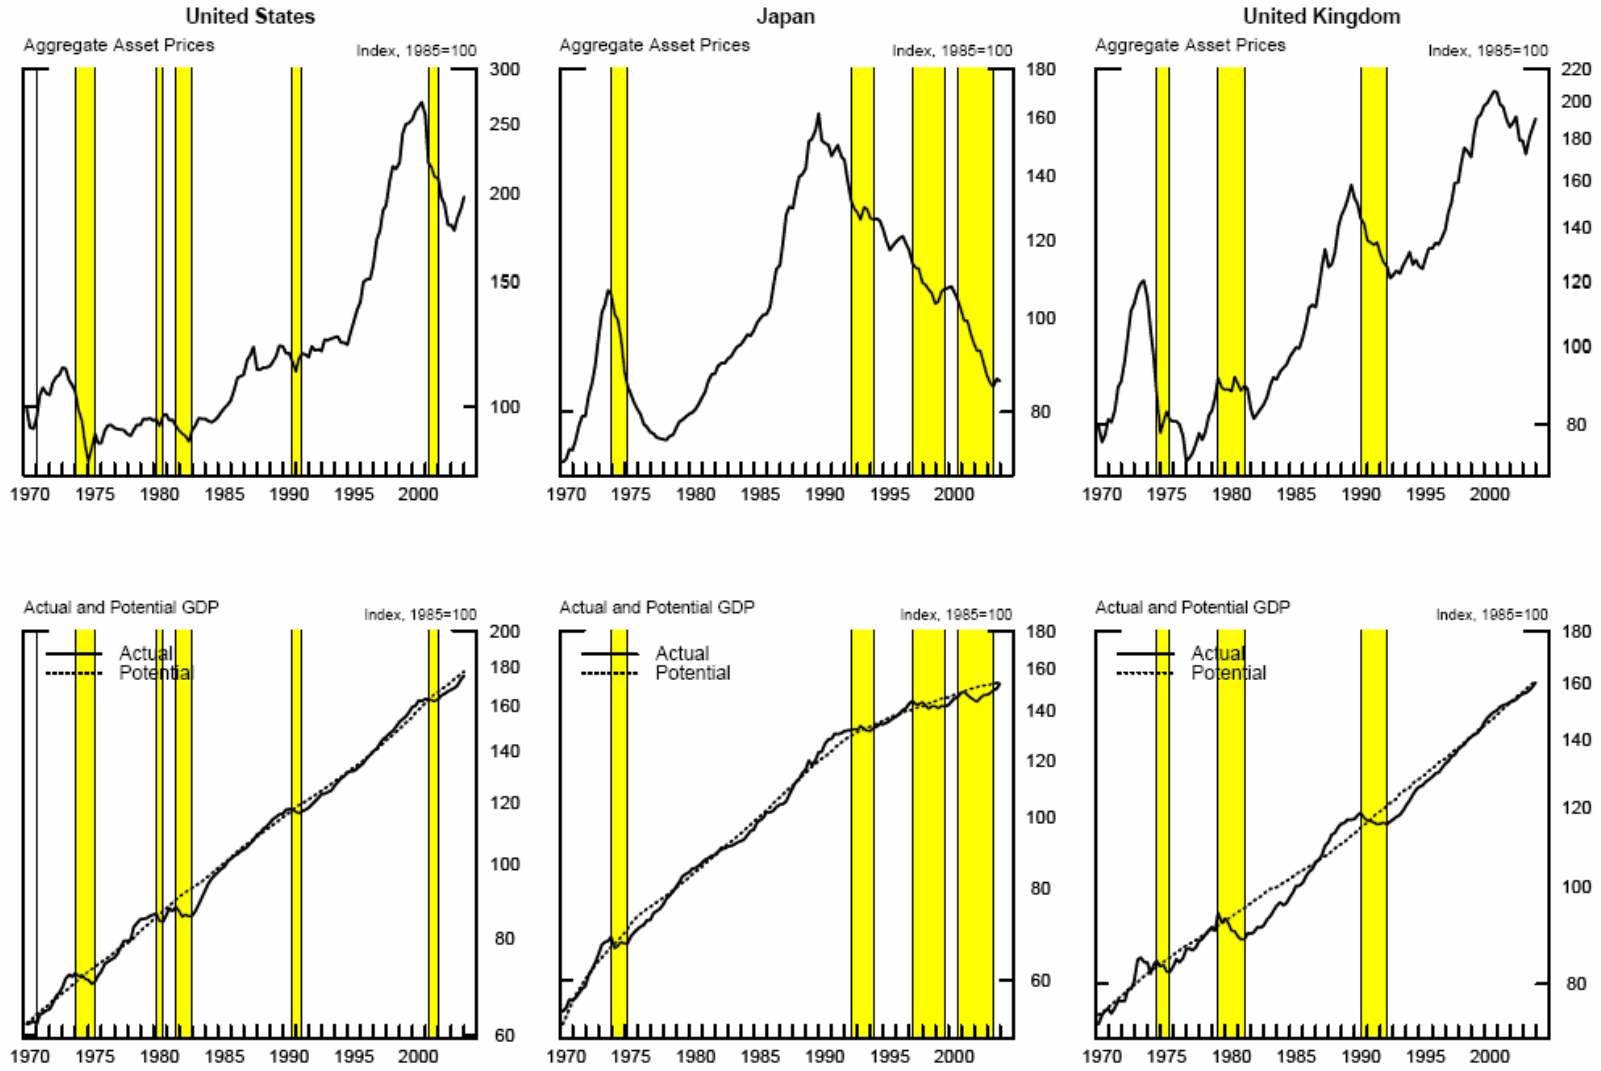 United States
Japan
United Kingdom
Aggregate Asset Prices
Index, 1985=100
Aggregate Asset Prices
Index, 1985=100
Aggregate Asset Prices
Index, 1985=100
300
250
200
150
100
180
160
140
120
100
80
220
200
180
160
140
120
100
80
1970 1975 1980 1985 1990 1995 2000
1970 1975 1980 1985 1990 1995 2000
1970 1975 1980 1985 1990 1995 2000
Actual and Potential GDP
Index, 1985=100
Actual and Potential GDP
Index, 1985=100
Actual and Potential GDP
Index, 1985=100
Actual
Potential
200
180
160
140
120
100
80
60
Actual
Potential
180
160
140
120
100
80
60
Actual
Potential
180
160
140
120
100
80
1970 1975 1980 1985 1990 1995 2000
1970 1975 1980 1985 1990 1995 2000
1970 1975 1980 1985 1990 1995 2000